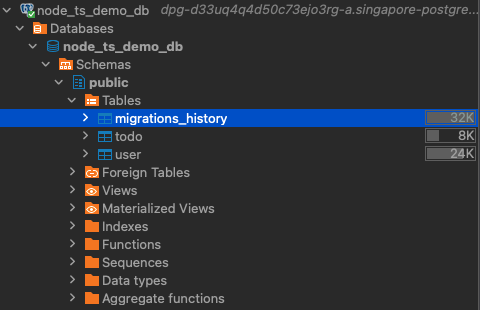 node_ts_demo_db dpg-d33uq4q4d50c73ejo3rg-a.singapore-postgre...
Databases
node_ts_demo_db
Schemas
public
Tables
migrations_history 32K
todo 8K
user 24K
Foreign Tables
Views
Materialized Views
Indexes
Functions
Sequences
Data types
Aggregate functions